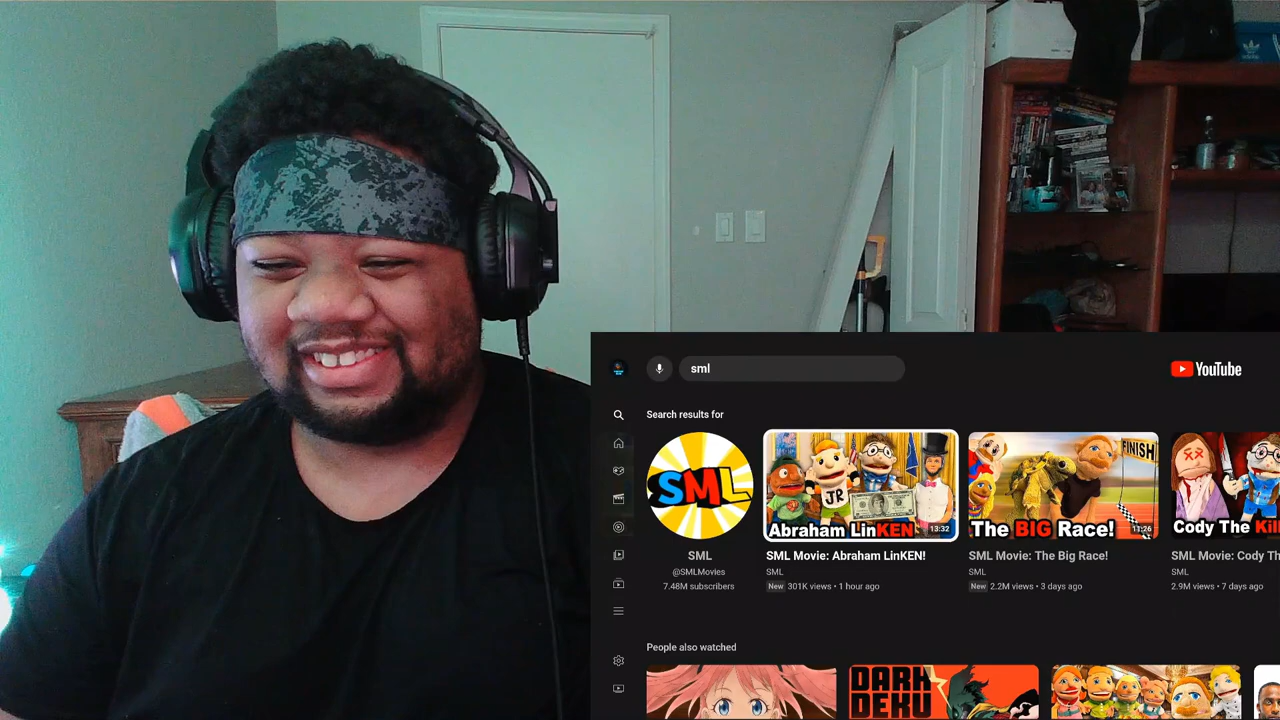 sml
YouTube
Search results for
SML
JR
Abraham LinKEN
13:32
FINISH
The BIG Race!
11:26
Cody The Kil
SML
@SMLMovies
7.48M subscribers
SML Movie: Abraham LinKEN!
SML
New 301K views • 1 hour ago
SML Movie: The Big Race!
SML
New 2.2M views • 3 days ago
SML Movie: Cody Th
SML
2.9M views • 7 days ago
People also watched
DARK
DEKU